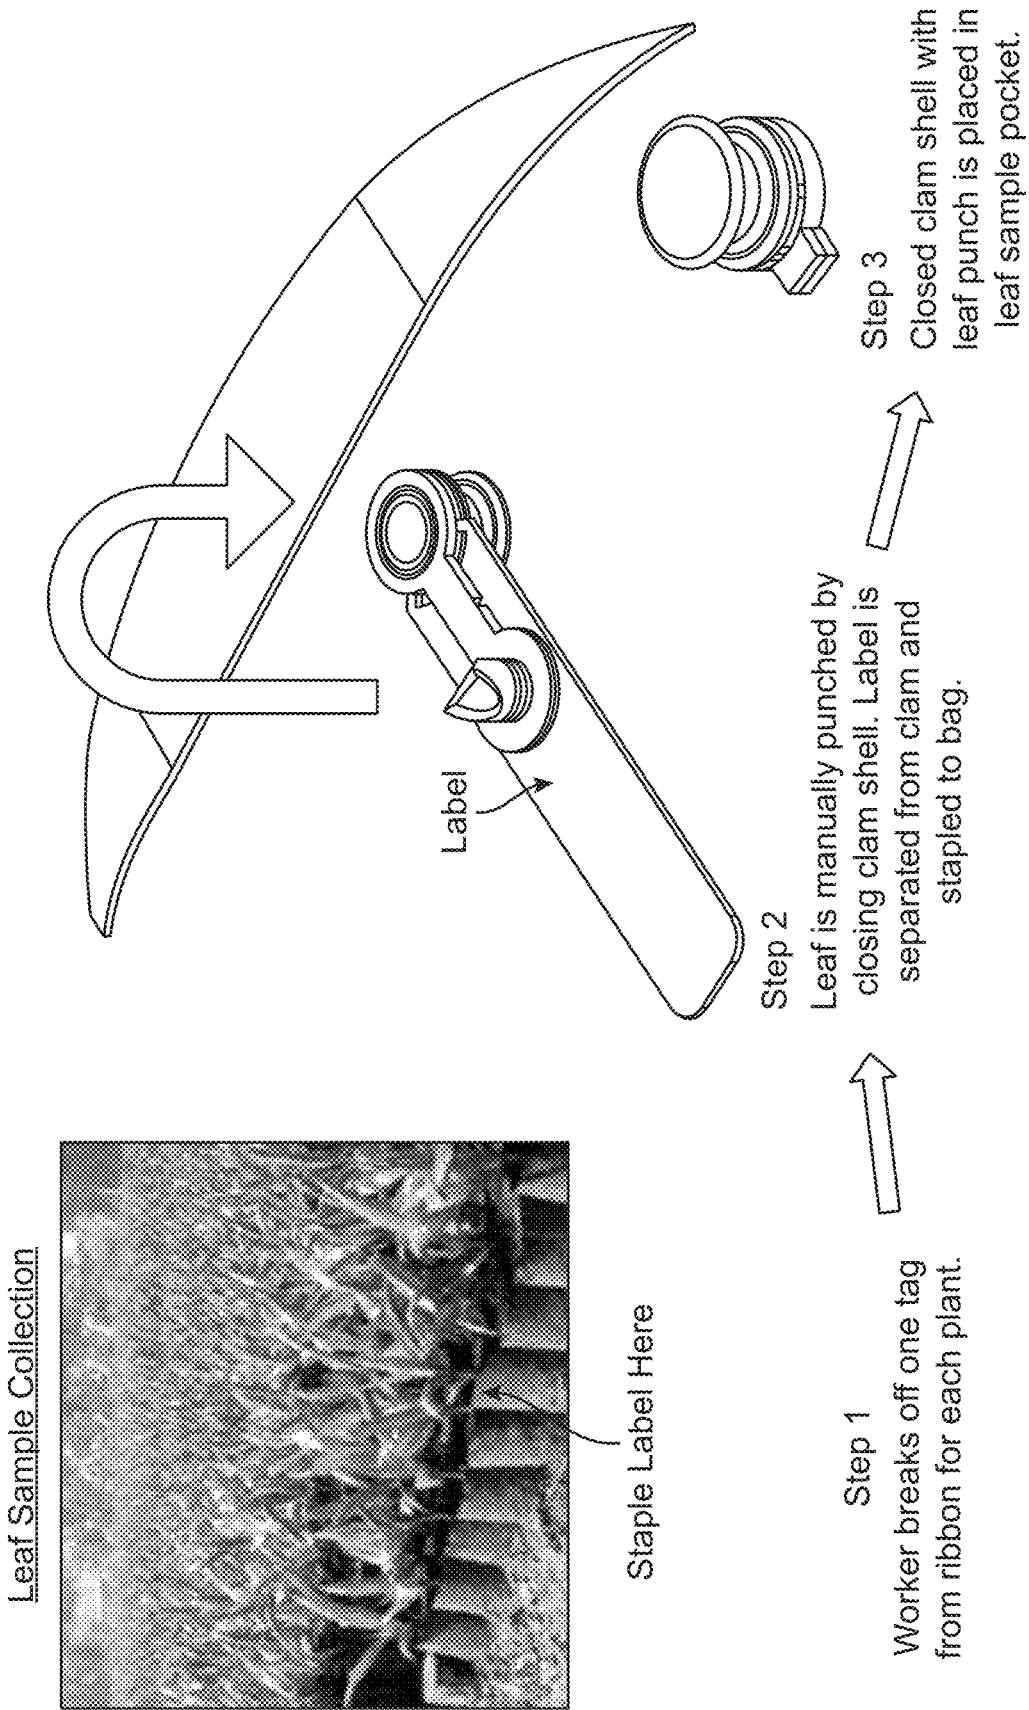 Leaf Sample Collection
Staple Label Here
Label
Step 1
Worker breaks off one tag
from ribbon for each plant.
Step 2
Leaf is manually punched by
closing clam shell. Label is
separated from clam and
stapled to bag.
Step 3
Closed clam shell with
leaf punch is placed in
leaf sample pocket.